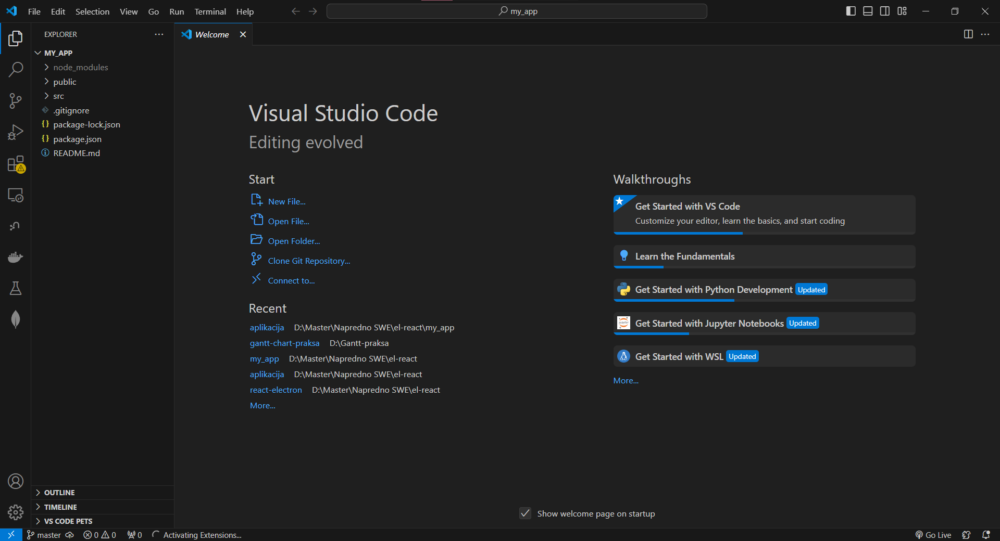 File Edit Selection View Go Run Terminal Help
my_app
EXPLORER
Welcome
MY_APP
node_modules
public
src
.gitignore
package-lock.json
package.json
README.md
OUTLINE
TIMELINE
VS CODE PETS
Visual Studio Code
Editing evolved
Start
New File...
Open File...
Open Folder...
Clone Git Repository...
Connect to...
Recent
aplikacija D:\Master\Napredno SWE\el-react\my_app
gantt-chart-praksa D:\Gantt-praksa
my_app D:\Master\Napredno SWE\el-react
aplikacija D:\Master\Napredno SWE\el-react
react-electron D:\Master\Napredno SWE\el-react
More...
Walkthroughs
Get Started with VS Code
Customize your editor, learn the basics, and start coding
Learn the Fundamentals
Get Started with Python Development Updated
jupyter
Get Started with Jupyter Notebooks Updated
Get Started with WSL Updated
More...
Show welcome page on startup
master 0 0 0 Activating Extensions... Go Live